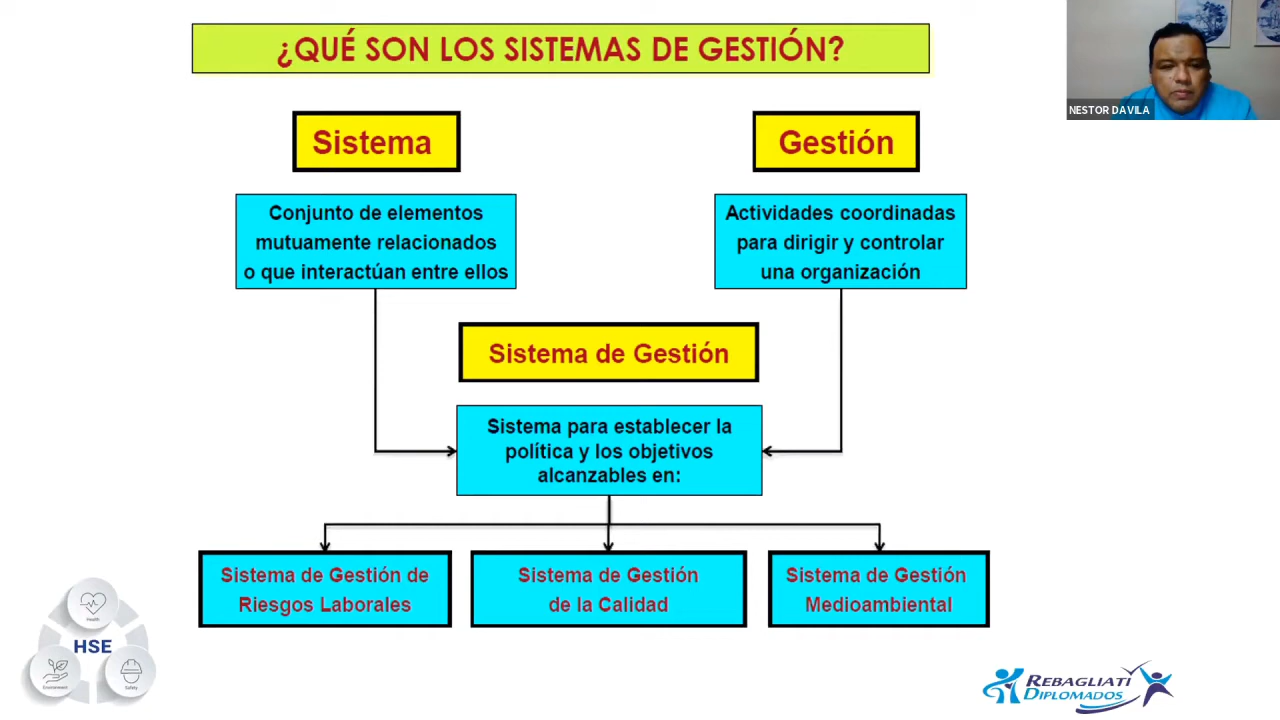 ¿QUÉ SON LOS SISTEMAS DE GESTIÓN?
NESTOR DAVILA
Sistema
Gestión
Conjunto de elementos
mutuamente relacionados
o que interactúan entre ellos
Actividades coordinadas
para dirigir y controlar
una organización
Sistema de Gestión
Sistema para establecer la
política y los objetivos
alcanzables en:
Sistema de Gestión de
Riesgos Laborales
Sistema de Gestión
de la Calidad
Sistema de Gestión
Medioambiental
Health
HSE
Environment
Safety
REBAGLIATI
DIPLOMADOS